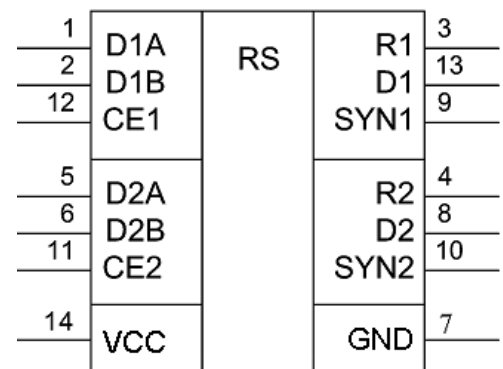 1 D1A RS R1 3
2 D1B D1 13
12 CE1 SYN1 9
5 D2A R2 4
6 D2B D2 8
11 CE2 SYN2 10
14 VCC GND 7